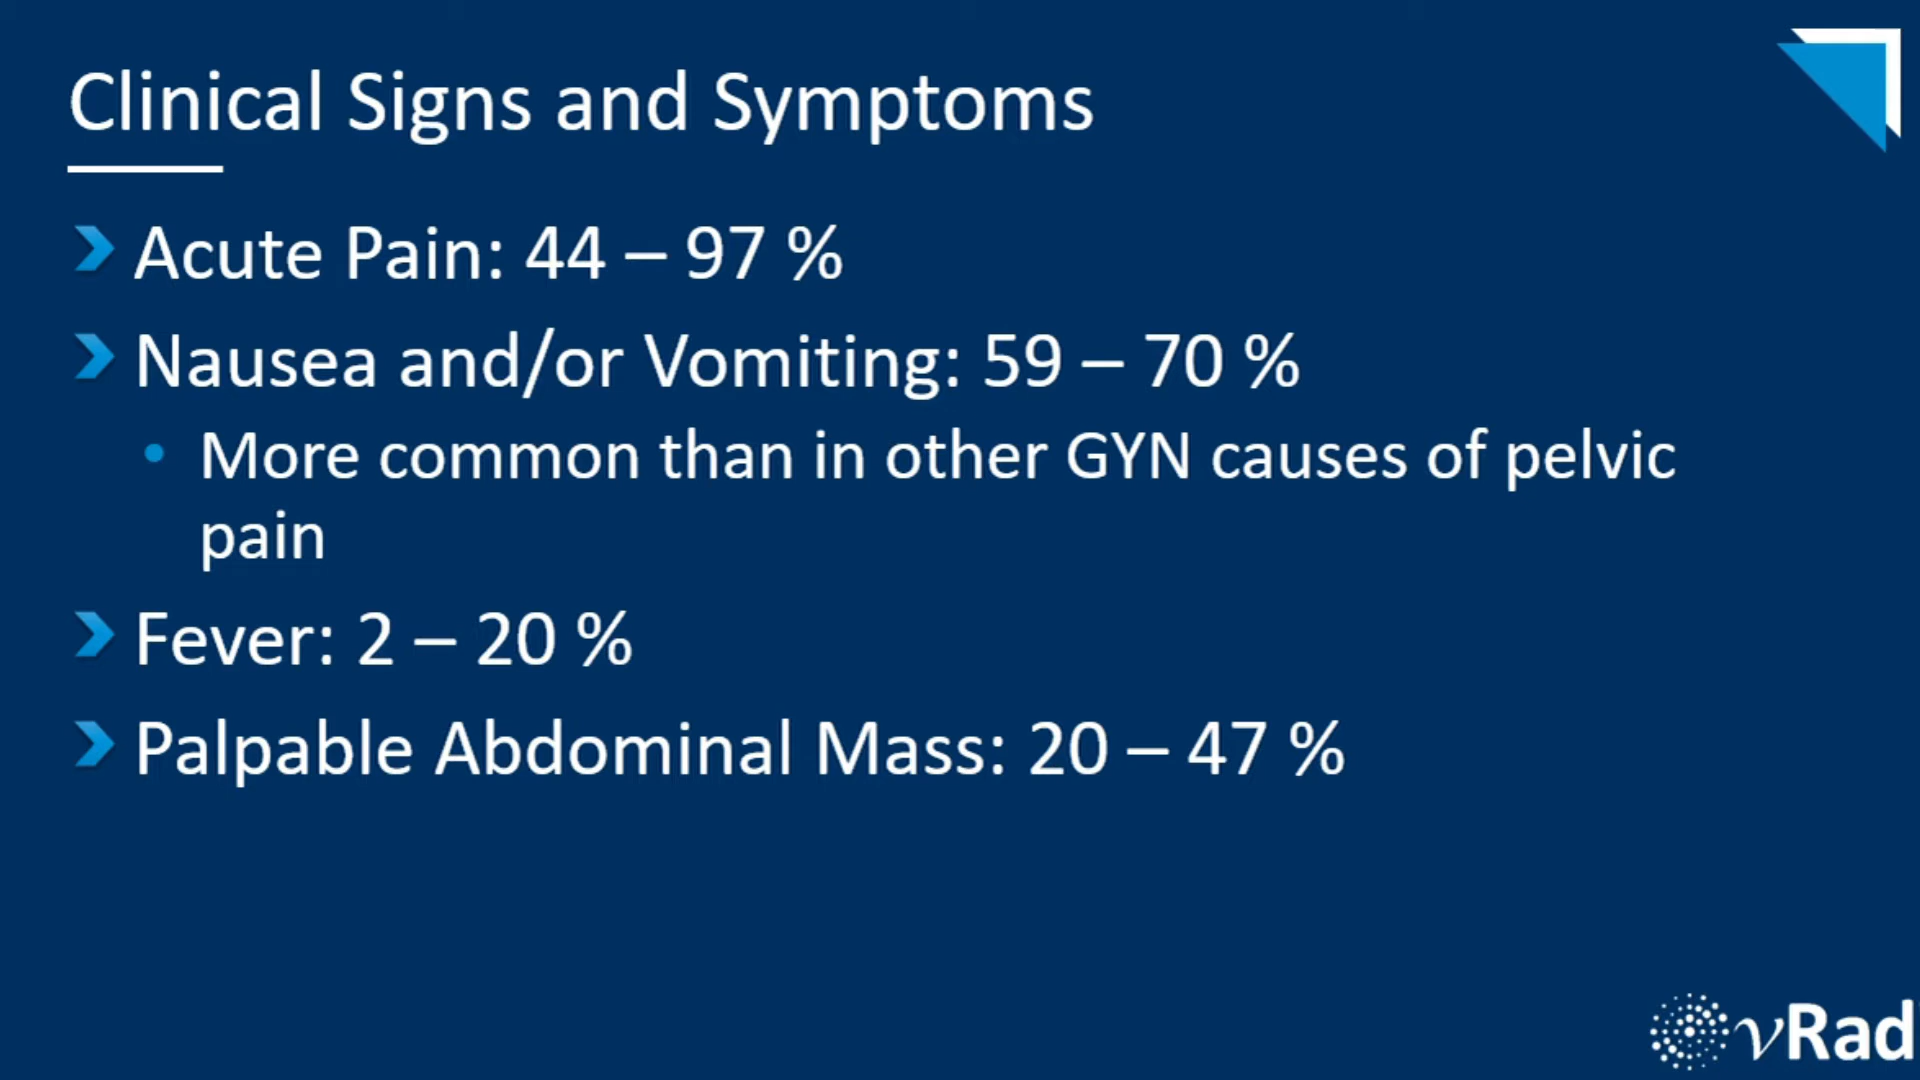 Clinical Signs and Symptoms
Acute Pain: 44 – 97 %
Nausea and/or Vomiting: 59 – 70 %
More common than in other GYN causes of pelvic
pain
Fever: 2 – 20 %
Palpable Abdominal Mass: 20 – 47 %
vRad